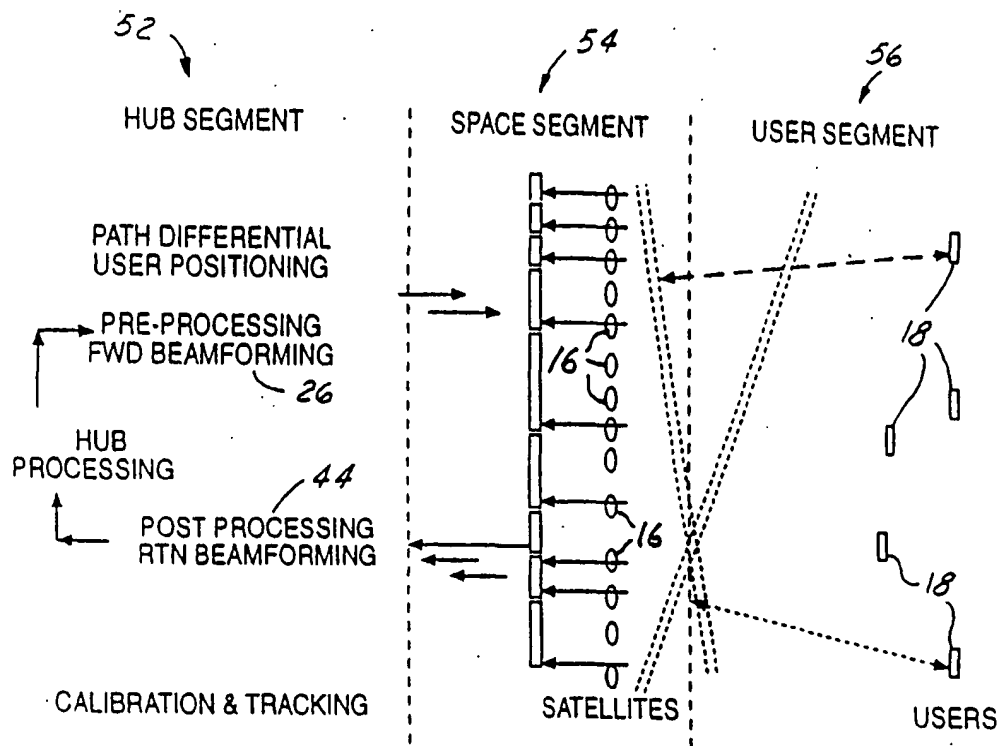 52
54
56
HUB SEGMENT
SPACE SEGMENT
USER SEGMENT
PATH DIFFERENTIAL
USER POSITIONING
PRE-PROCESSING
FWD BEAMFORMING
26
16
18
18
HUB
PROCESSING
44
POST PROCESSING
RTN BEAMFORMING
16
CALIBRATION & TRACKING
SATELLITES
USERS